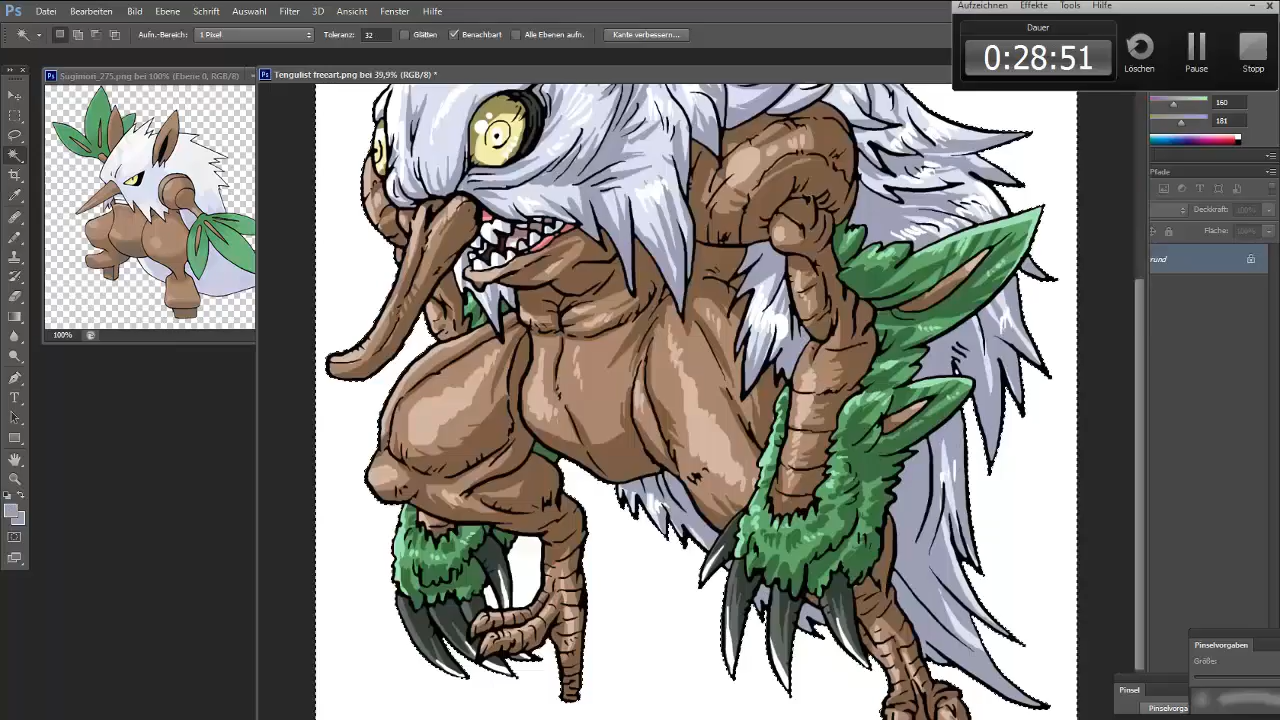 Ps Datei Bearbeiten Bild Ebene Schrift Auswahl Filter 3D Ansicht Fenster Hilfe
Aufzeichnen Effekte Tools Hilfe
Aufn.-Bereich: 1 Pixel Toleranz: 32 Glätten Benachbart Alle Ebenen aufn. Kante verbessern...
Dauer
0:28:51
Löschen Pause Stopp
Sugimori_275.png bei 100% (Ebene 0, RGB/8)
Tengulist freeart.png bei 39,9% (RGB/8) *
160
181
Pfade
Deckkraft: 100%
Fläche: 100%
rund
100%
Pinselvorgaben
Größe:
Pinsel
Pinselvorga